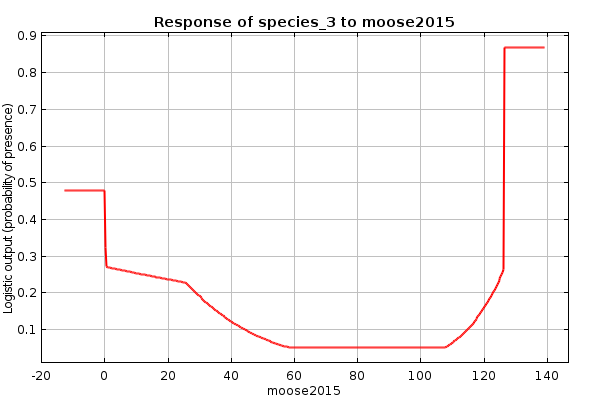 Response of species_3 to moose2015
Logistic output (probability of presence)
0.9
0.8
0.7
0.6
0.5
0.4
0.3
0.2
0.1
-20 0 20 40 60 80 100 120 140
moose2015